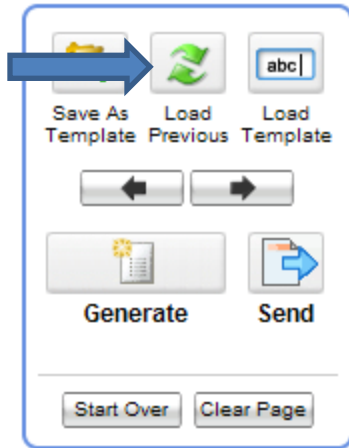 abc
Save As Load Load
Template Previous Template
Generate Send
Start Over Clear Page